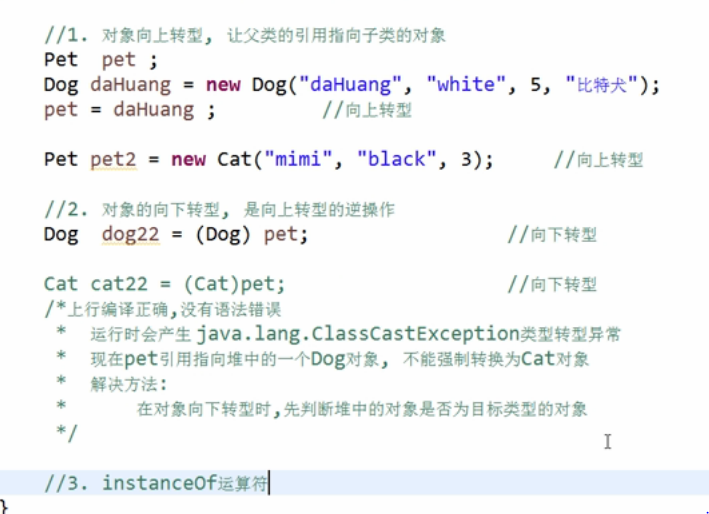 //1. 对象向上转型, 让父类的引用指向子类的对象
Pet pet ;
Dog daHuang = new Dog("daHuang", "white", 5, "比特犬");
pet = daHuang ; //向上转型
Pet pet2 = new Cat("mimi", "black", 3); //向上转型
//2. 对象的向下转型, 是向上转型的逆操作
Dog dog22 = (Dog) pet; //向下转型
Cat cat22 = (Cat)pet; //向下转型
/*上行编译正确,没有语法错误
* 运行时会产生 java.lang.ClassCastException类型转型异常
* 现在pet引用指向堆中的一个Dog对象, 不能强制转换为Cat对象
* 解决方法:
* 在对象向下转型时,先判断堆中的对象是否为目标类型的对象
*/
//3. instanceOf运算符
}